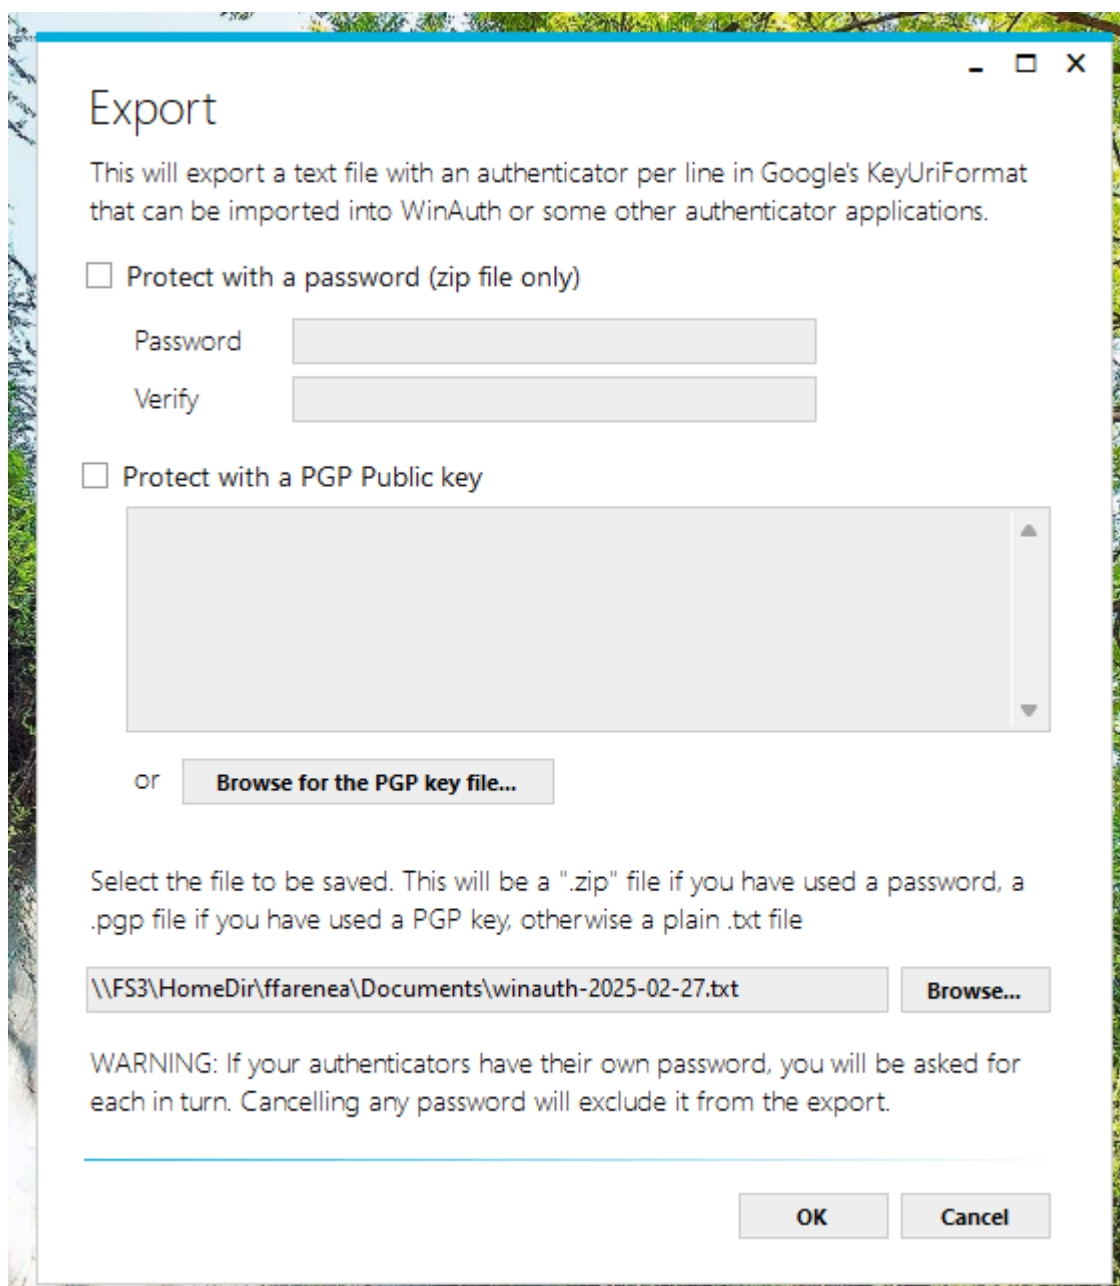 Export
This will export a text file with an authenticator per line in Google's KeyUriFormat
that can be imported into WinAuth or some other authenticator applications.
Protect with a password (zip file only)
Password
Verify
Protect with a PGP Public key
or Browse for the PGP key file...
Select the file to be saved. This will be a ".zip" file if you have used a password, a
.pgp file if you have used a PGP key, otherwise a plain .txt file
\\FS3\HomeDir\ffarenea\Documents\winauth-2025-02-27.txt Browse...
WARNING: If your authenticators have their own password, you will be asked for
each in turn. Cancelling any password will exclude it from the export.
OK Cancel